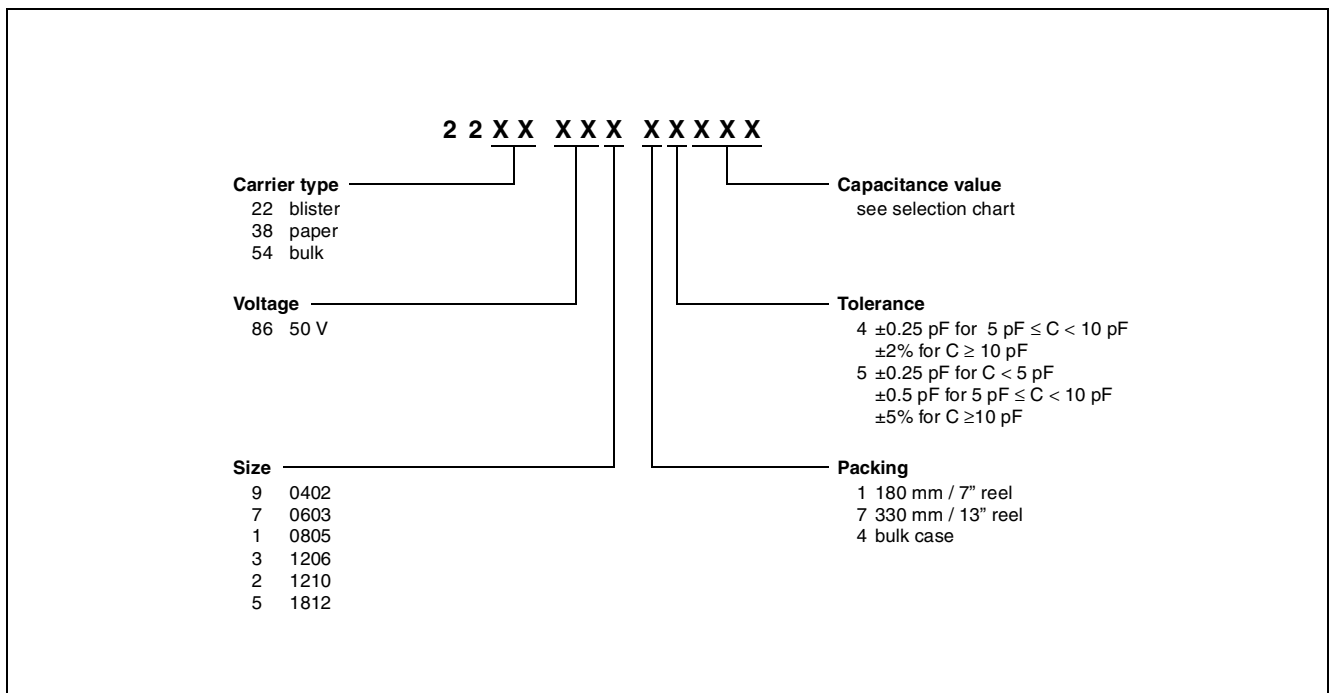 2 2 X X X X X X X X X X
Carrier type
22 blister
38 paper
54 bulk
Voltage
86 50 V
Size
9 0402
7 0603
1 0805
3 1206
2 1210
5 1812
Capacitance value
see selection chart
Tolerance
4 ±0.25 pF for 5 pF ≤ C < 10 pF
±2% for C ≥ 10 pF
5 ±0.25 pF for C < 5 pF
±0.5 pF for 5 pF ≤ C < 10 pF
±5% for C ≥10 pF
Packing
1 180 mm / 7” reel
7 330 mm / 13” reel
4 bulk case